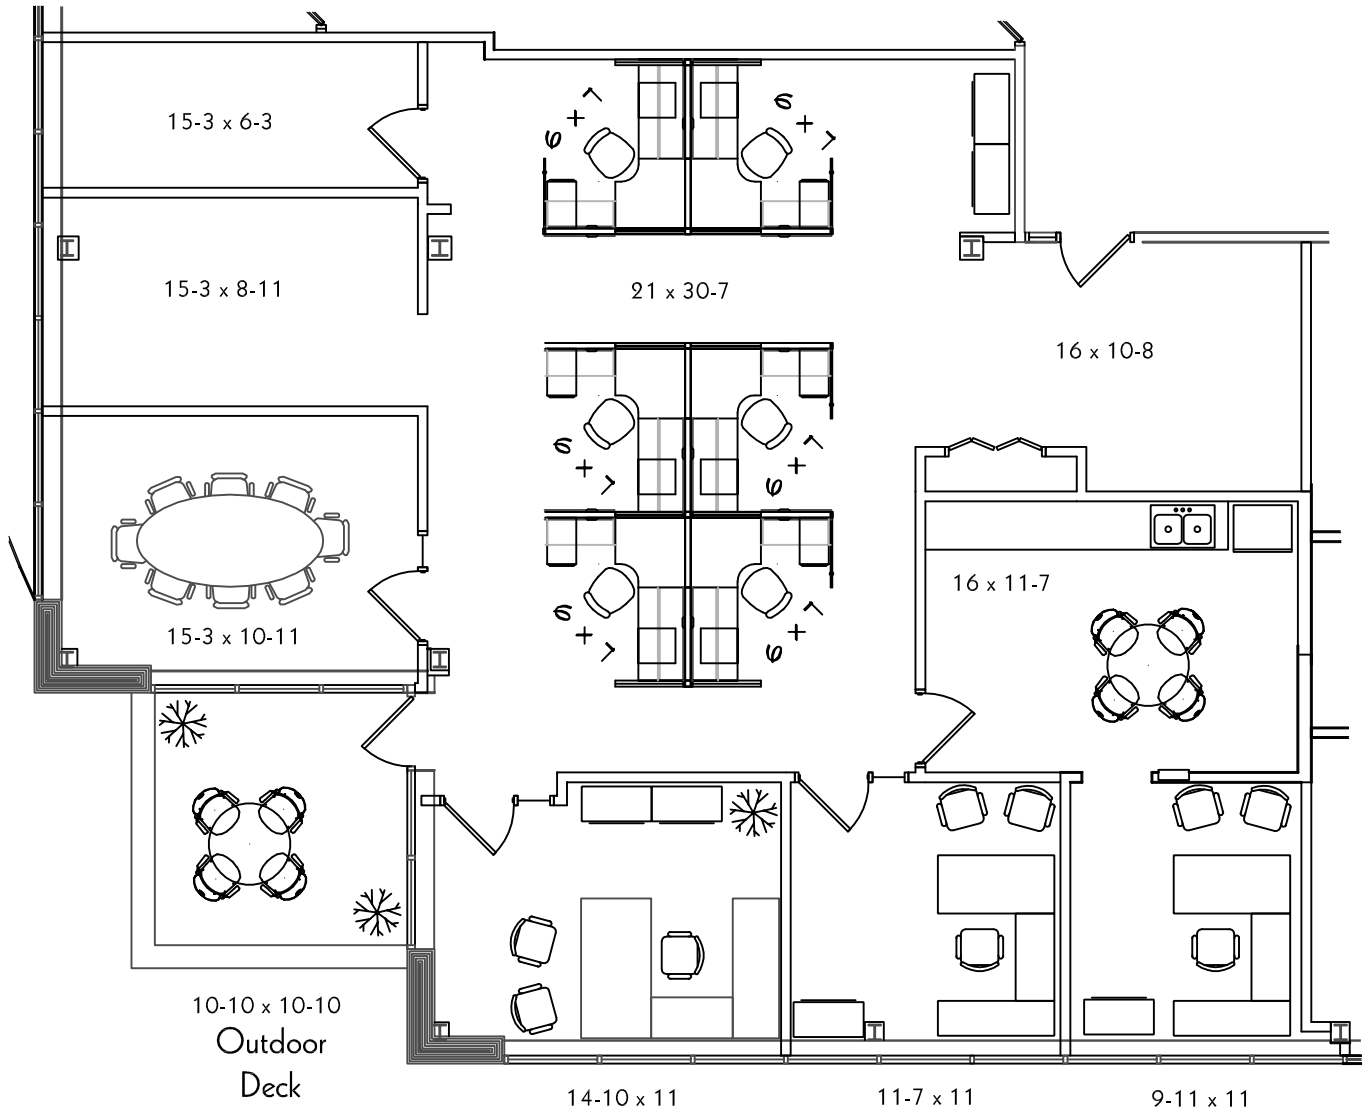 15-3 x 6-3
15-3 x 8-11
21 x 30-7
16 x 10-8
16 x 11-7
15-3 x 10-11
10-10 x 10-10
Outdoor
Deck
14-10 x 11
11-7 x 11
9-11 x 11